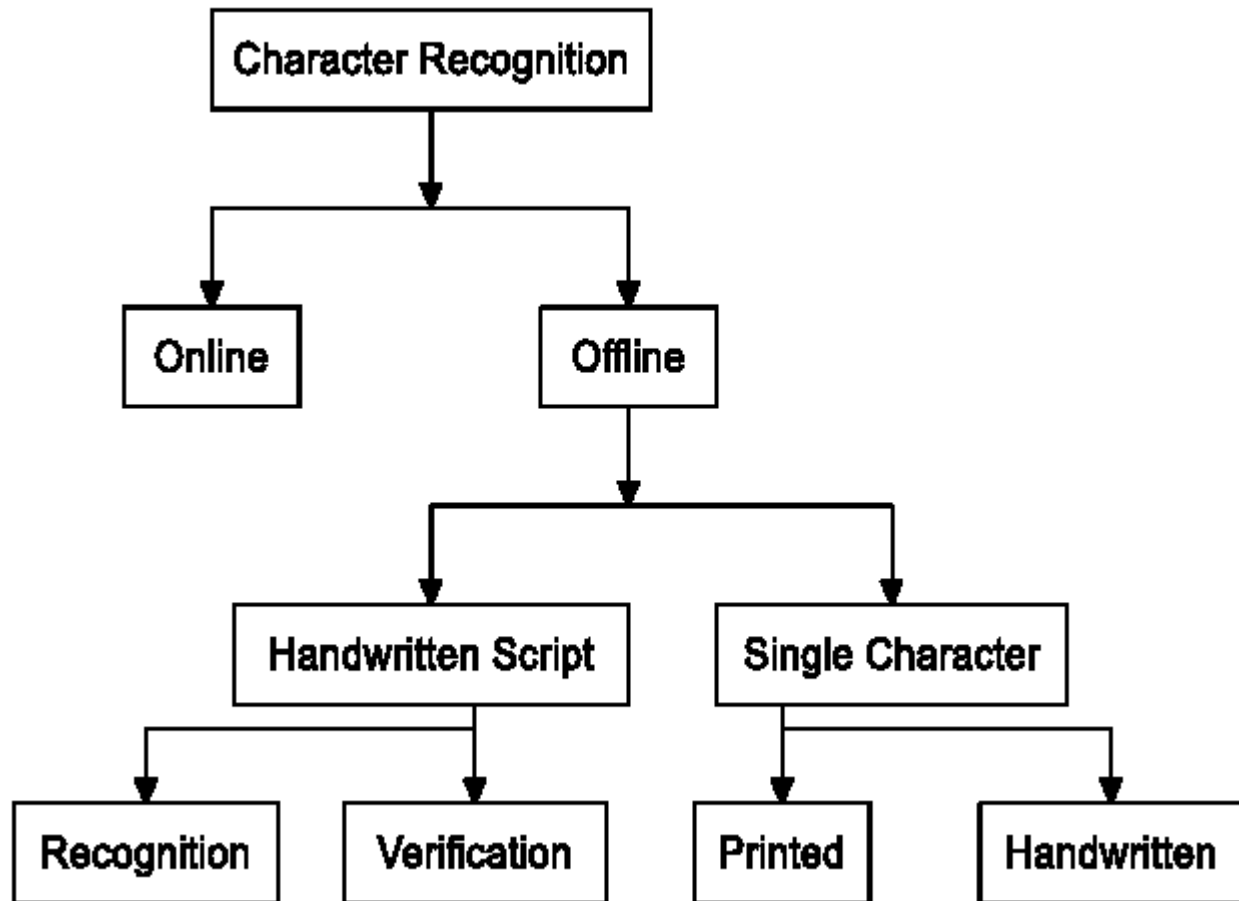 Character Recognition
Online
Offline
Handwritten Script
Single Character
Recognition
Verification
Printed
Handwritten